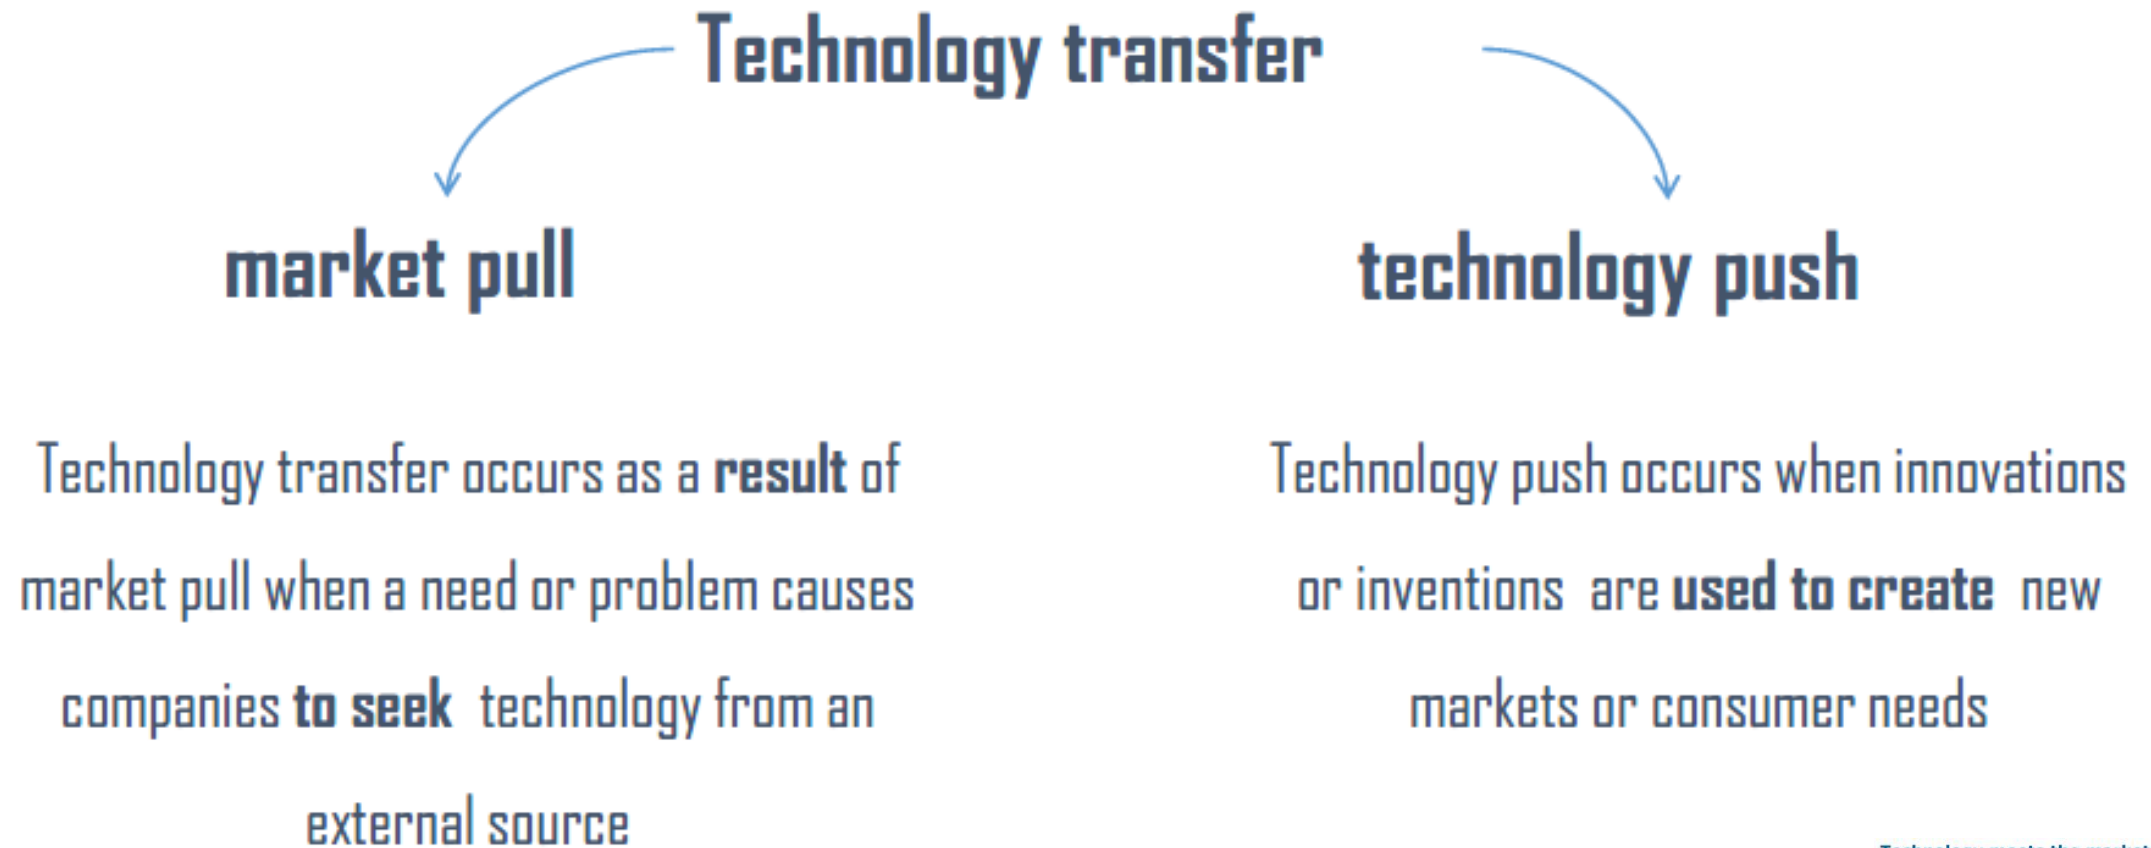 Technology transfer
market pull
technology push
Technology transfer occurs as a result of
market pull when a need or problem causes
companies to seek technology from an
external source
Technology push occurs when innovations
or inventions are used to create new
markets or consumer needs